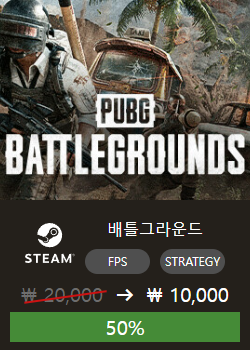 PUBG
BATTLEGROUNDS
배틀그라운드
STEAM®
FPS STRATEGY
₩ 20,000 → ₩ 10,000
50%